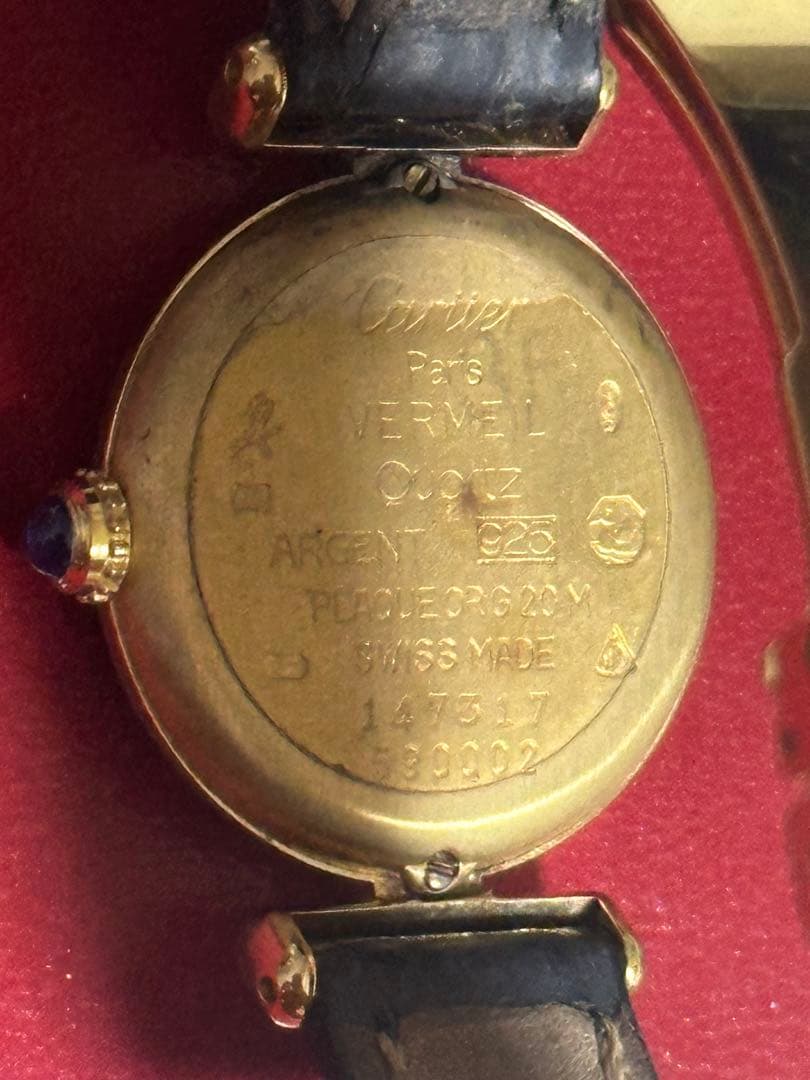 Cartier
Paris
VERMEIL
Quartz
ARGENT 925
PLAQUE OR G 20 M
SWISS MADE
147317
590002